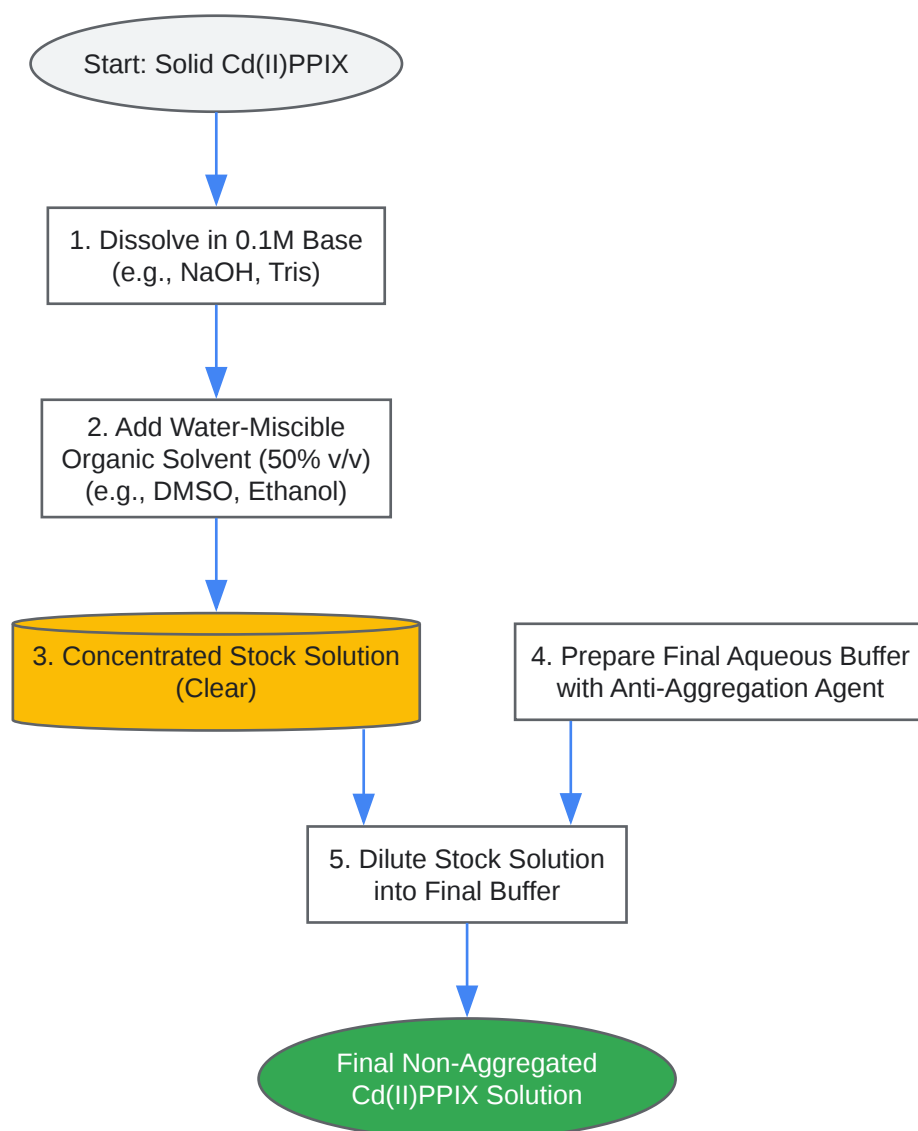 Start: Solid Cd(II)PPIX
1. Dissolve in 0.1M Base
(e.g., NaOH, Tris)
2. Add Water-Miscible
Organic Solvent (50% v/v)
(e.g., DMSO, Ethanol)
3. Concentrated Stock Solution
(Clear)
4. Prepare Final Aqueous Buffer
with Anti-Aggregation Agent
5. Dilute Stock Solution
into Final Buffer
Final Non-Aggregated
Cd(II)PPIX Solution